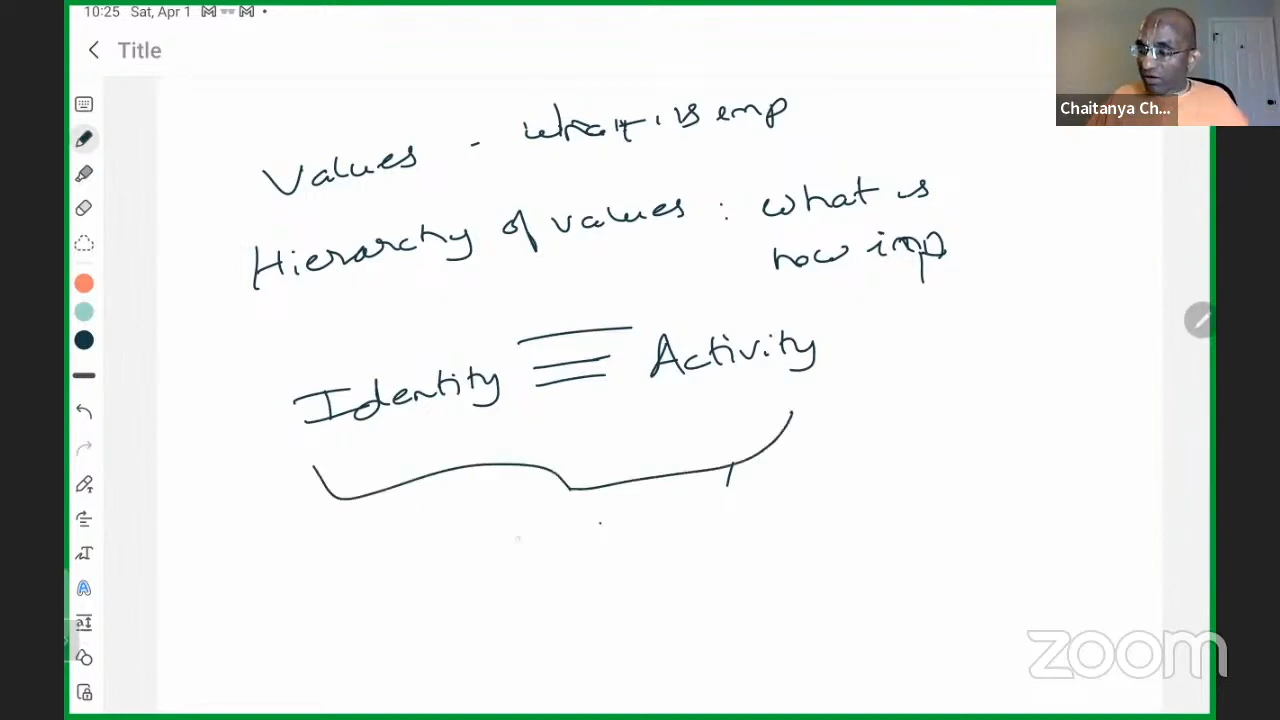 10:25 Sat, Apr 1
Title
Chaitanya Ch...
Values - what is imp
Hierarchy of values : what is
how imp
Identity ≡ Activity
zoom